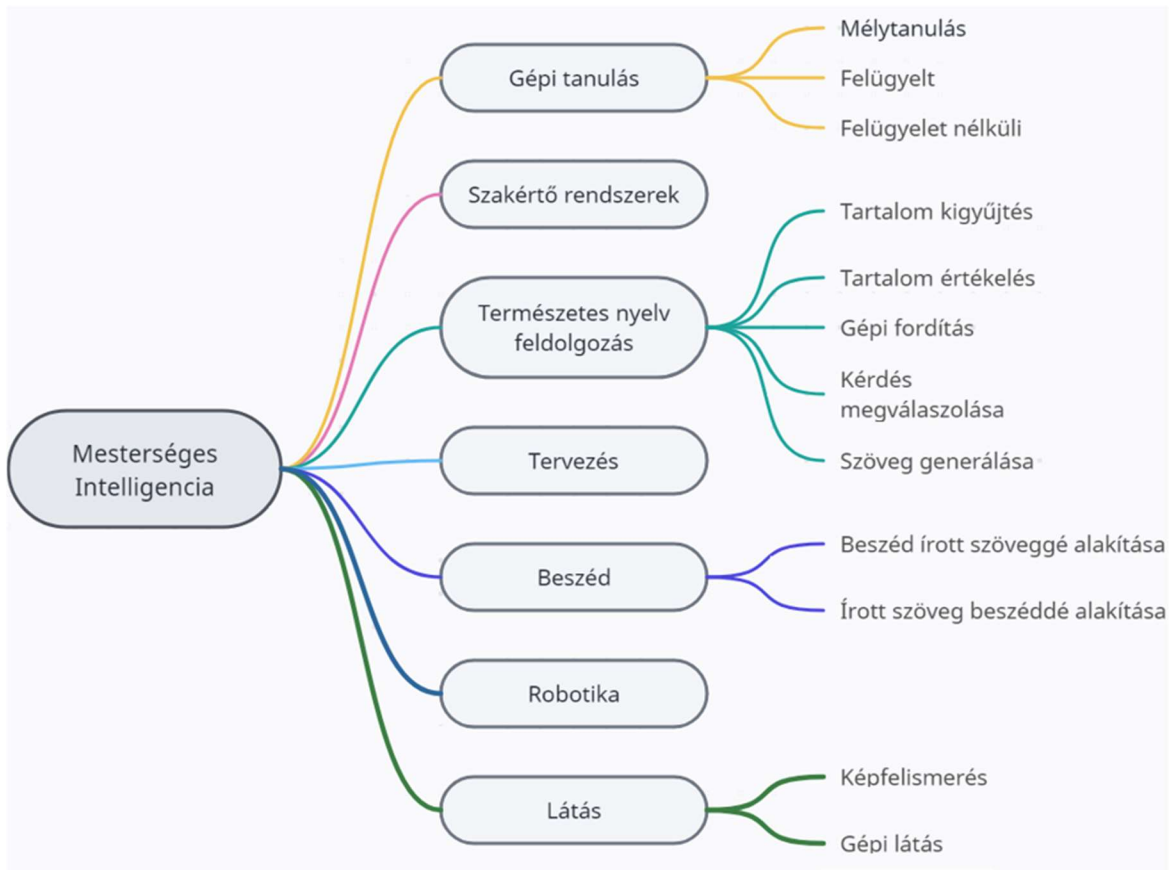 Mesterséges
Intelligencia
Gépi tanulás
Mélytanulás
Felügyelt
Felügyelet nélküli
Szakértő rendszerek
Természetes nyelv
feldolgozás
Tartalom kigyűjtés
Tartalom értékelés
Gépi fordítás
Kérdés
megválaszolása
Szöveg generálása
Tervezés
Beszéd
Beszéd írott szöveggé alakítása
Írott szöveg beszéddé alakítása
Robotika
Látás
Képfelismerés
Gépi látás